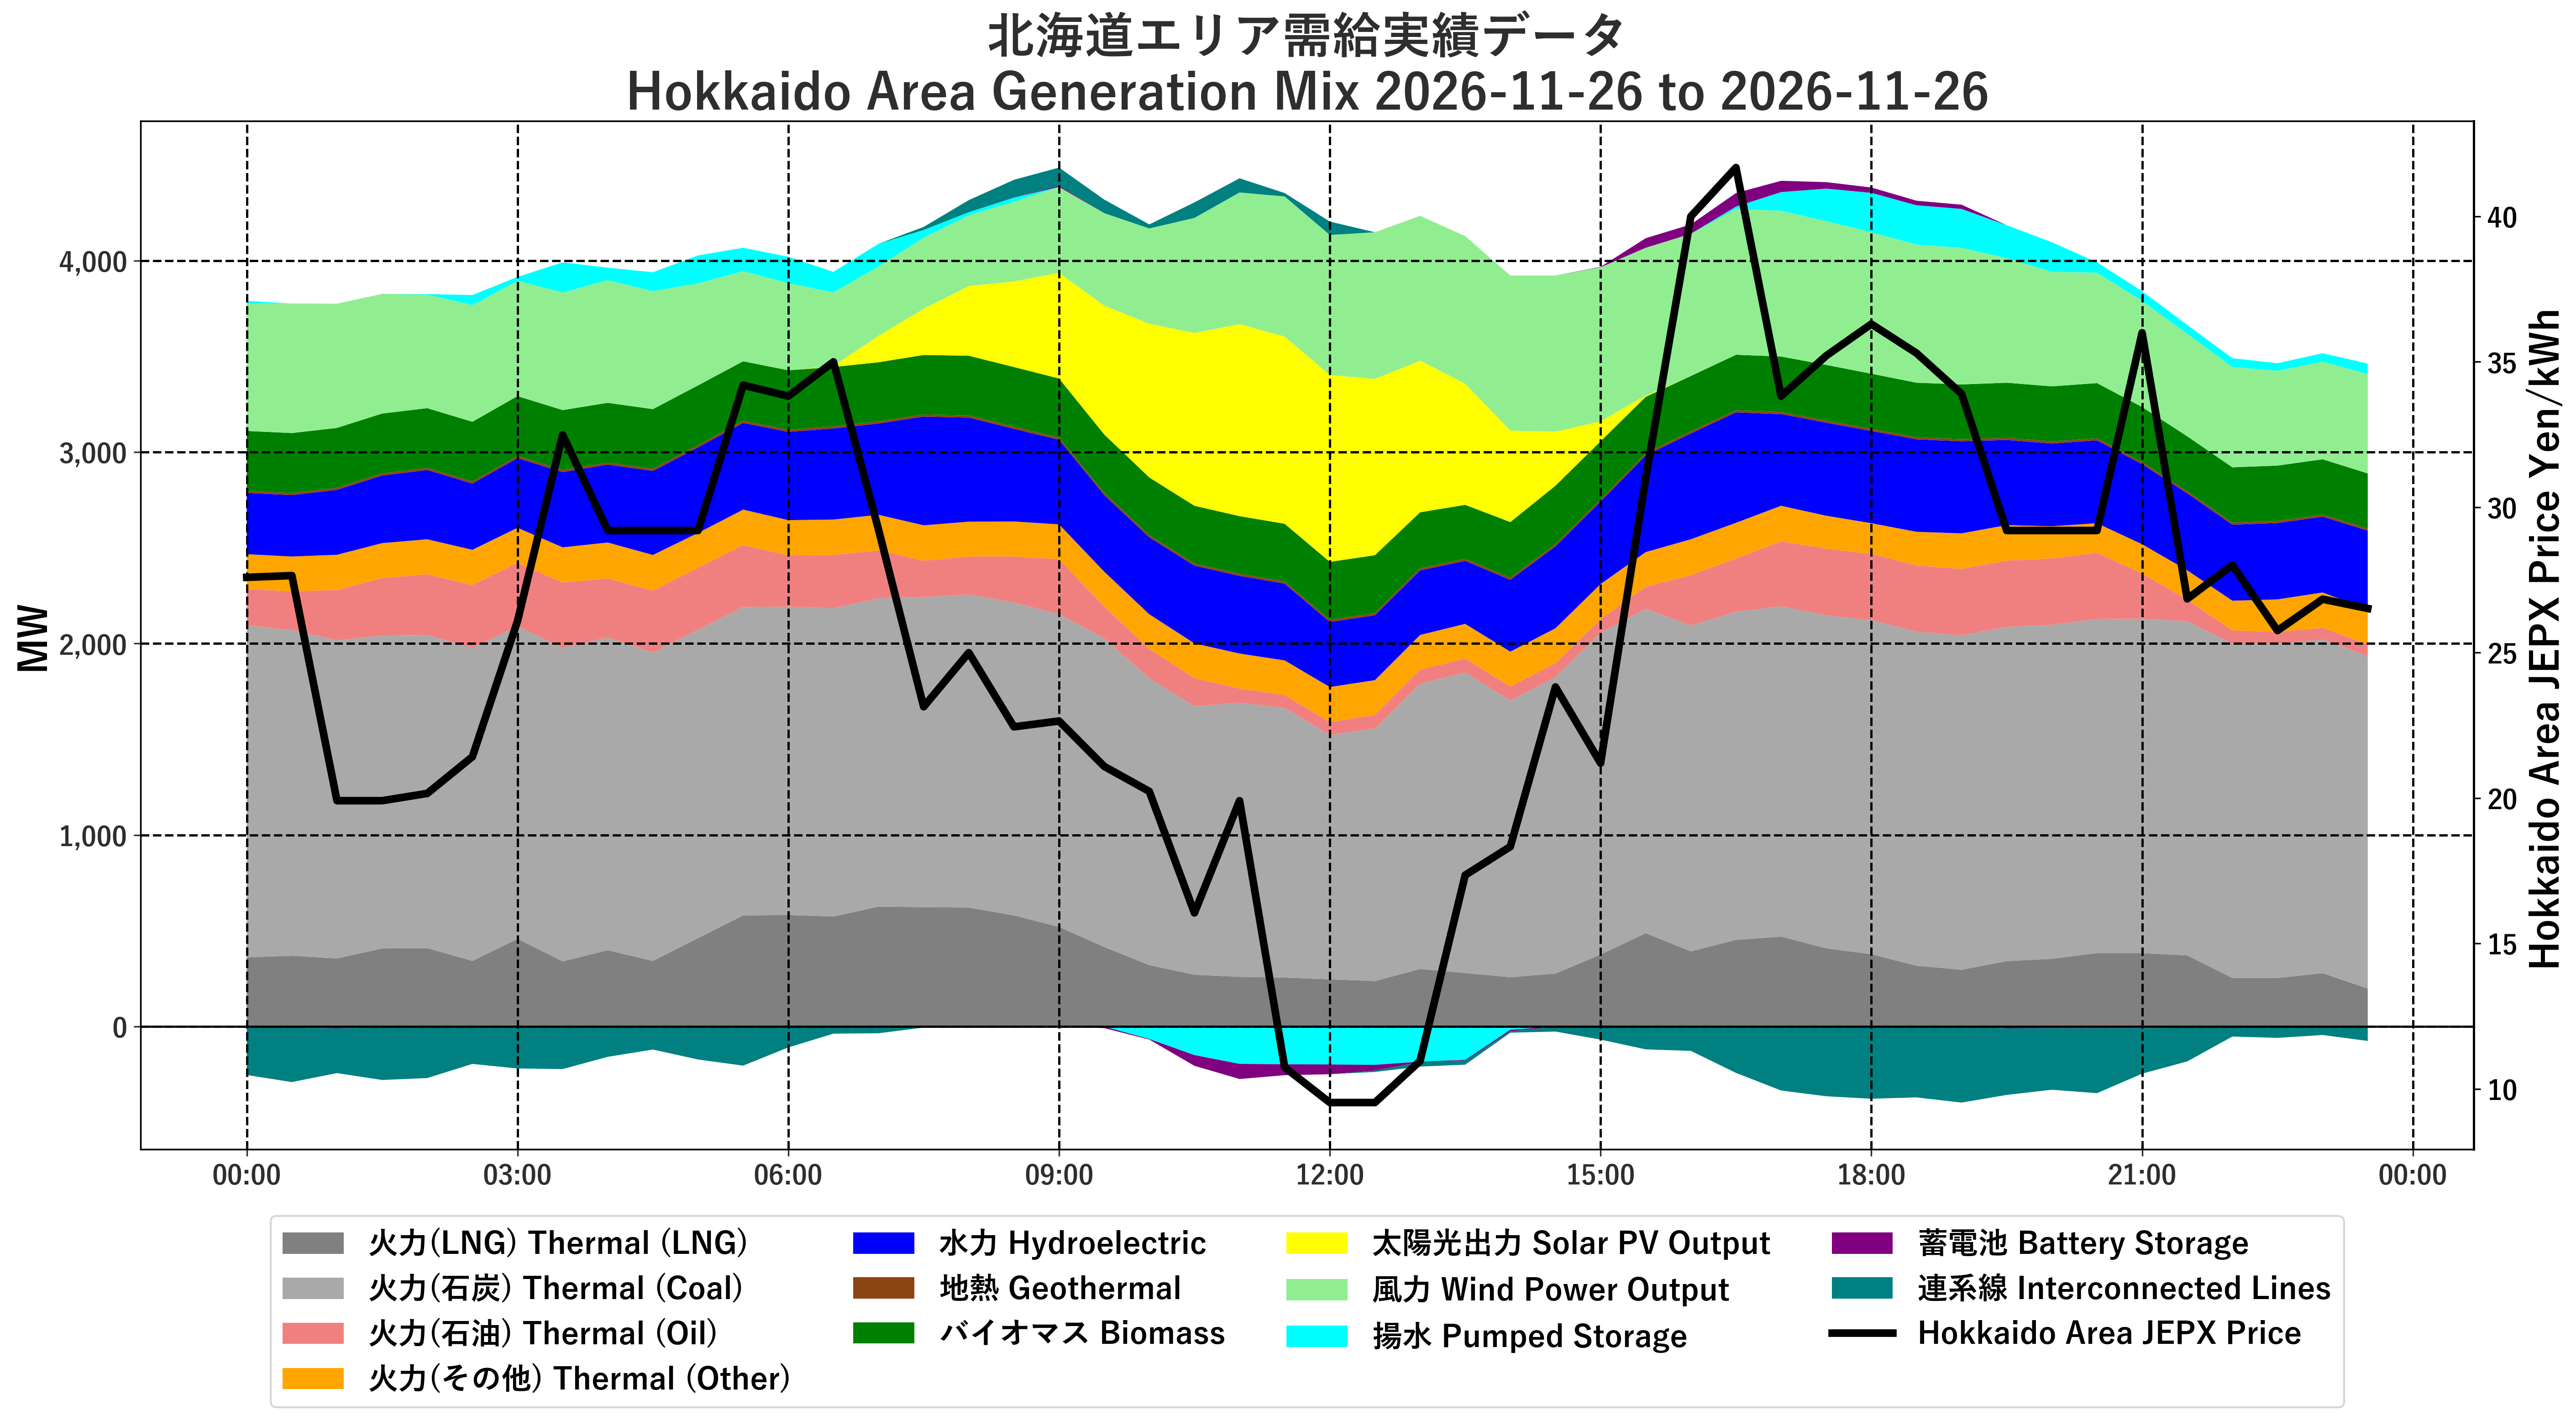 北海道エリア需給実績データ
Hokkaido Area Generation Mix 2026-11-26 to 2026-11-26
MW
4,000
3,000
2,000
1,000
0
40
35
30
25
20
15
10
Hokkaido Area JEPX Price Yen/kWh
00:00 03:00 06:00 09:00 12:00 15:00 18:00 21:00 00:00
火力(LNG) Thermal (LNG)
火力(石炭) Thermal (Coal)
火力(石油) Thermal (Oil)
火力(その他) Thermal (Other)
水力 Hydroelectric
地熱 Geothermal
バイオマス Biomass
太陽光出力 Solar PV Output
風力 Wind Power Output
揚水 Pumped Storage
蓄電池 Battery Storage
連系線 Interconnected Lines
Hokkaido Area JEPX Price